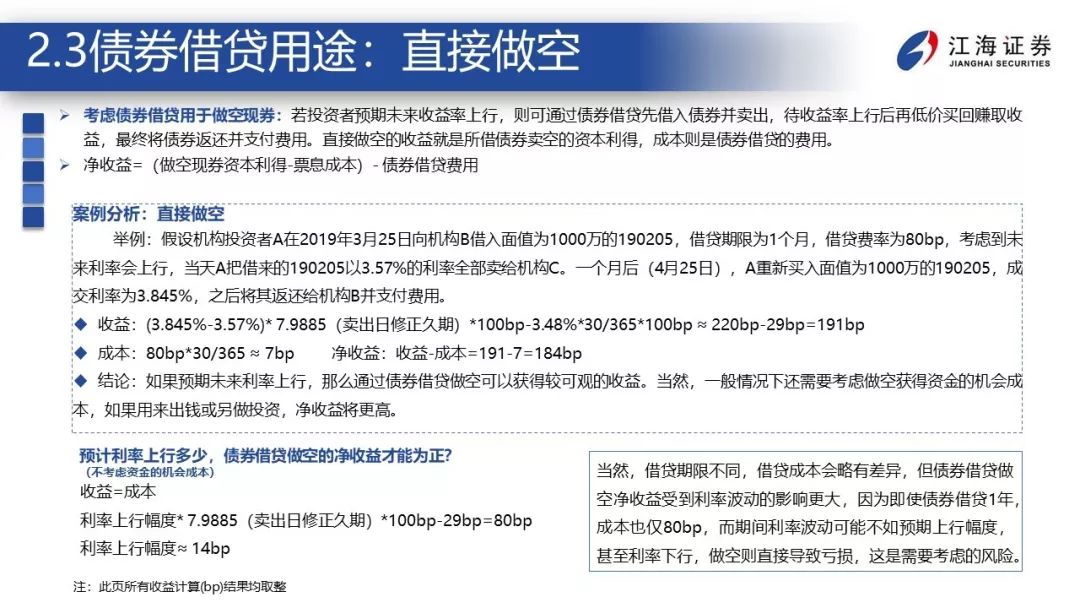 2.3债券借贷用途：直接做空
江海证券
JIANGHAI SECURITIES
考虑债券借贷用于做空现券：若投资者预期未来收益率上行，则可通过债券借贷先借入债券并卖出，待收益率上行后再低价买回赚取收
益，最终将债券返还并支付费用。直接做空的收益就是所借债券卖空的资本利得，成本则是债券借贷的费用。
净收益=（做空现券资本利得-票息成本）- 债券借贷费用
案例分析：直接做空
举例：假设机构投资者A在2019年3月25日向机构B借入面值为1000万的190205，借贷期限为1个月，借贷费率为80bp，考虑到未
来利率会上行，当天A把借来的190205以3.57%的利率全部卖给机构C。一个月后（4月25日），A重新买入面值为1000万的190205，成
交利率为3.845%，之后将其返还给机构B并支付费用。
收益：(3.845%-3.57%)* 7.9885（卖出日修正久期）*100bp-3.48%*30/365*100bp ≈ 220bp-29bp=191bp
成本：80bp*30/365 ≈ 7bp 净收益：收益-成本=191-7=184bp
结论：如果预期未来利率上行，那么通过债券借贷做空可以获得较可观的收益。当然，一般情况下还需要考虑做空获得资金的机会成
本，如果用来出钱或另做投资，净收益将更高。
预计利率上行多少，债券借贷做空的净收益才能为正？
（不考虑资金的机会成本）
收益=成本
利率上行幅度* 7.9885（卖出日修正久期）*100bp-29bp=80bp
利率上行幅度≈ 14bp
当然，借贷期限不同，借贷成本会略有差异，但债券借贷做
空净收益受到利率波动的影响更大，因为即使债券借贷1年，
成本也仅80bp，而期间利率波动可能不如预期上行幅度，
甚至利率下行，做空则直接导致亏损，这是需要考虑的风险。
注：此页所有收益计算(bp)结果均取整